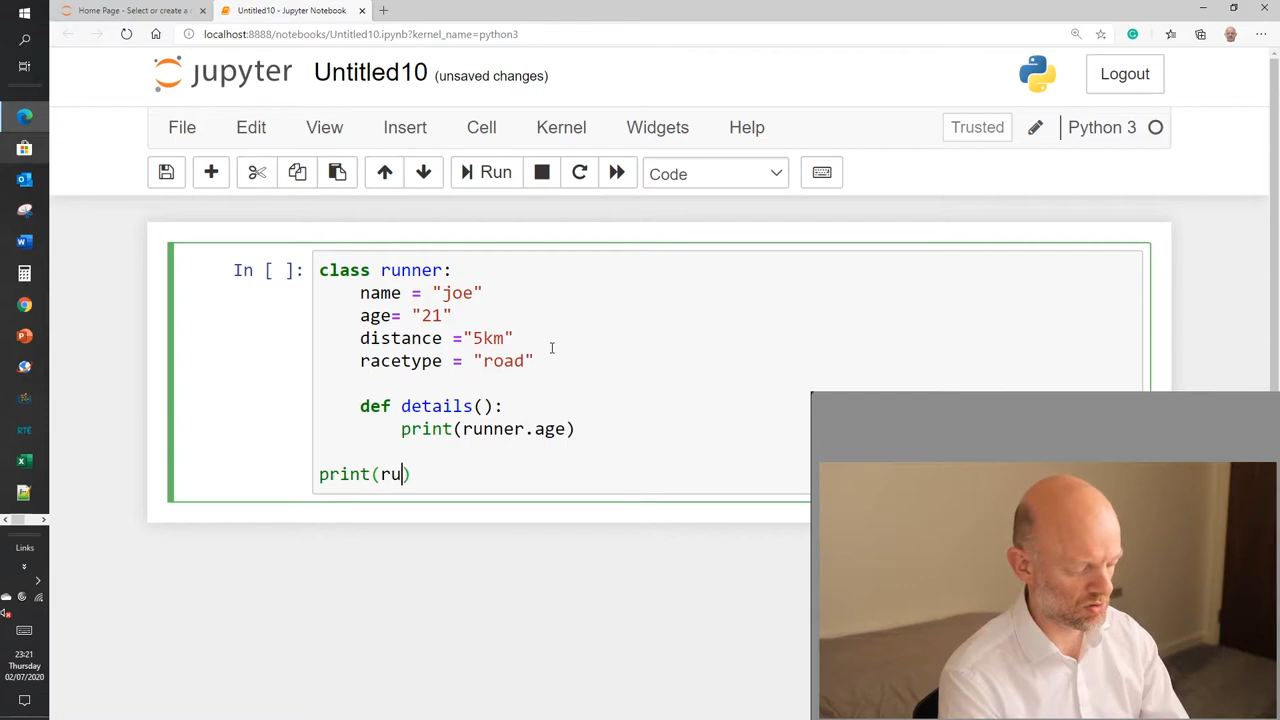 Home Page - Select or create a
Untitled10 - Jupyter Notebook
localhost:8888/notebooks/Untitled10.ipynb?kernel_name=python3
jupyter Untitled10 (unsaved changes)
Logout
File Edit View Insert Cell Kernel Widgets Help
Trusted
Python 3
Run
Code
In [ ]:
class runner:
    name = "joe"
    age= "21"
    distance ="5km"
    racetype = "road"
    def details():
        print(runner.age)
print(ru)
RTE
Links
23:21
Thursday
02/07/2020